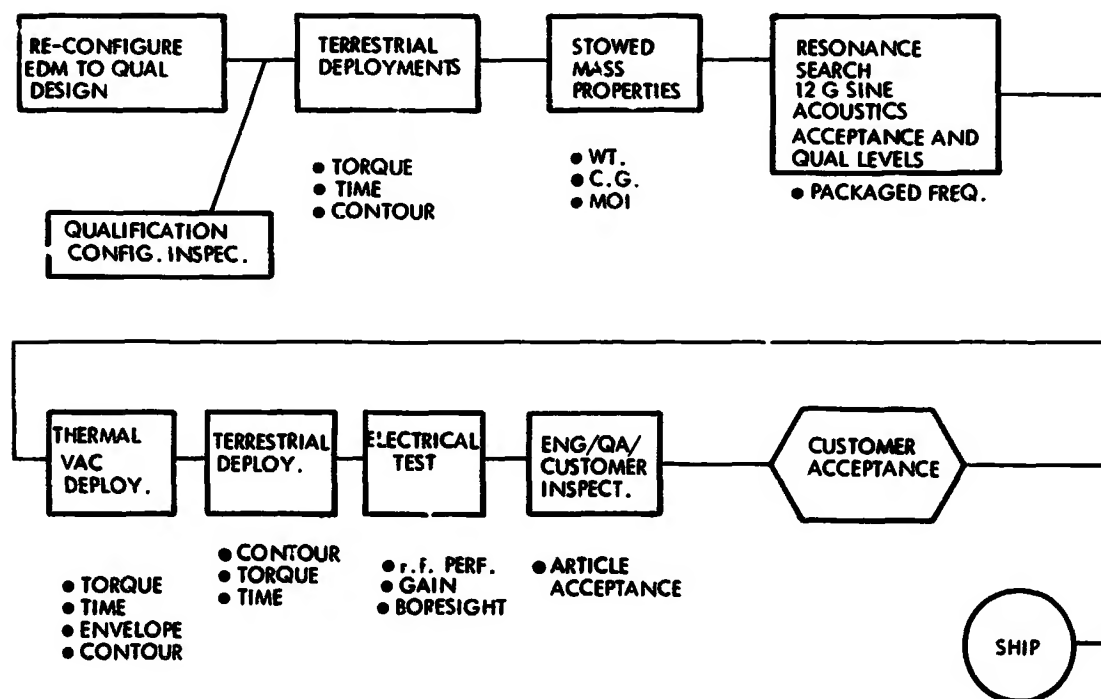 RE-CONFIGURE
EDM TO QUAL
DESIGN
QUALIFICATION
CONFIG. INSPEC.
TERRESTRIAL
DEPLOYMENTS
● TORQUE
● TIME
● CONTOUR
STOWED
MASS
PROPERTIES
● WT.
● C.G.
● MOI
RESONANCE
SEARCH
12 G SINE
ACOUSTICS
ACCEPTANCE AND
QUAL LEVELS
● PACKAGED FREQ.
THERMAL
VAC
DEPLOY.
● TORQUE
● TIME
● ENVELOPE
● CONTOUR
TERRESTRIAL
DEPLOY.
● CONTOUR
● TORQUE
● TIME
ELECTRICAL
TEST
● r.f. PERF.
● GAIN
● BORESIGHT
ENG/QA/
CUSTOMER
INSPECT.
● ARTICLE
ACCEPTANCE
CUSTOMER
ACCEPTANCE
SHIP